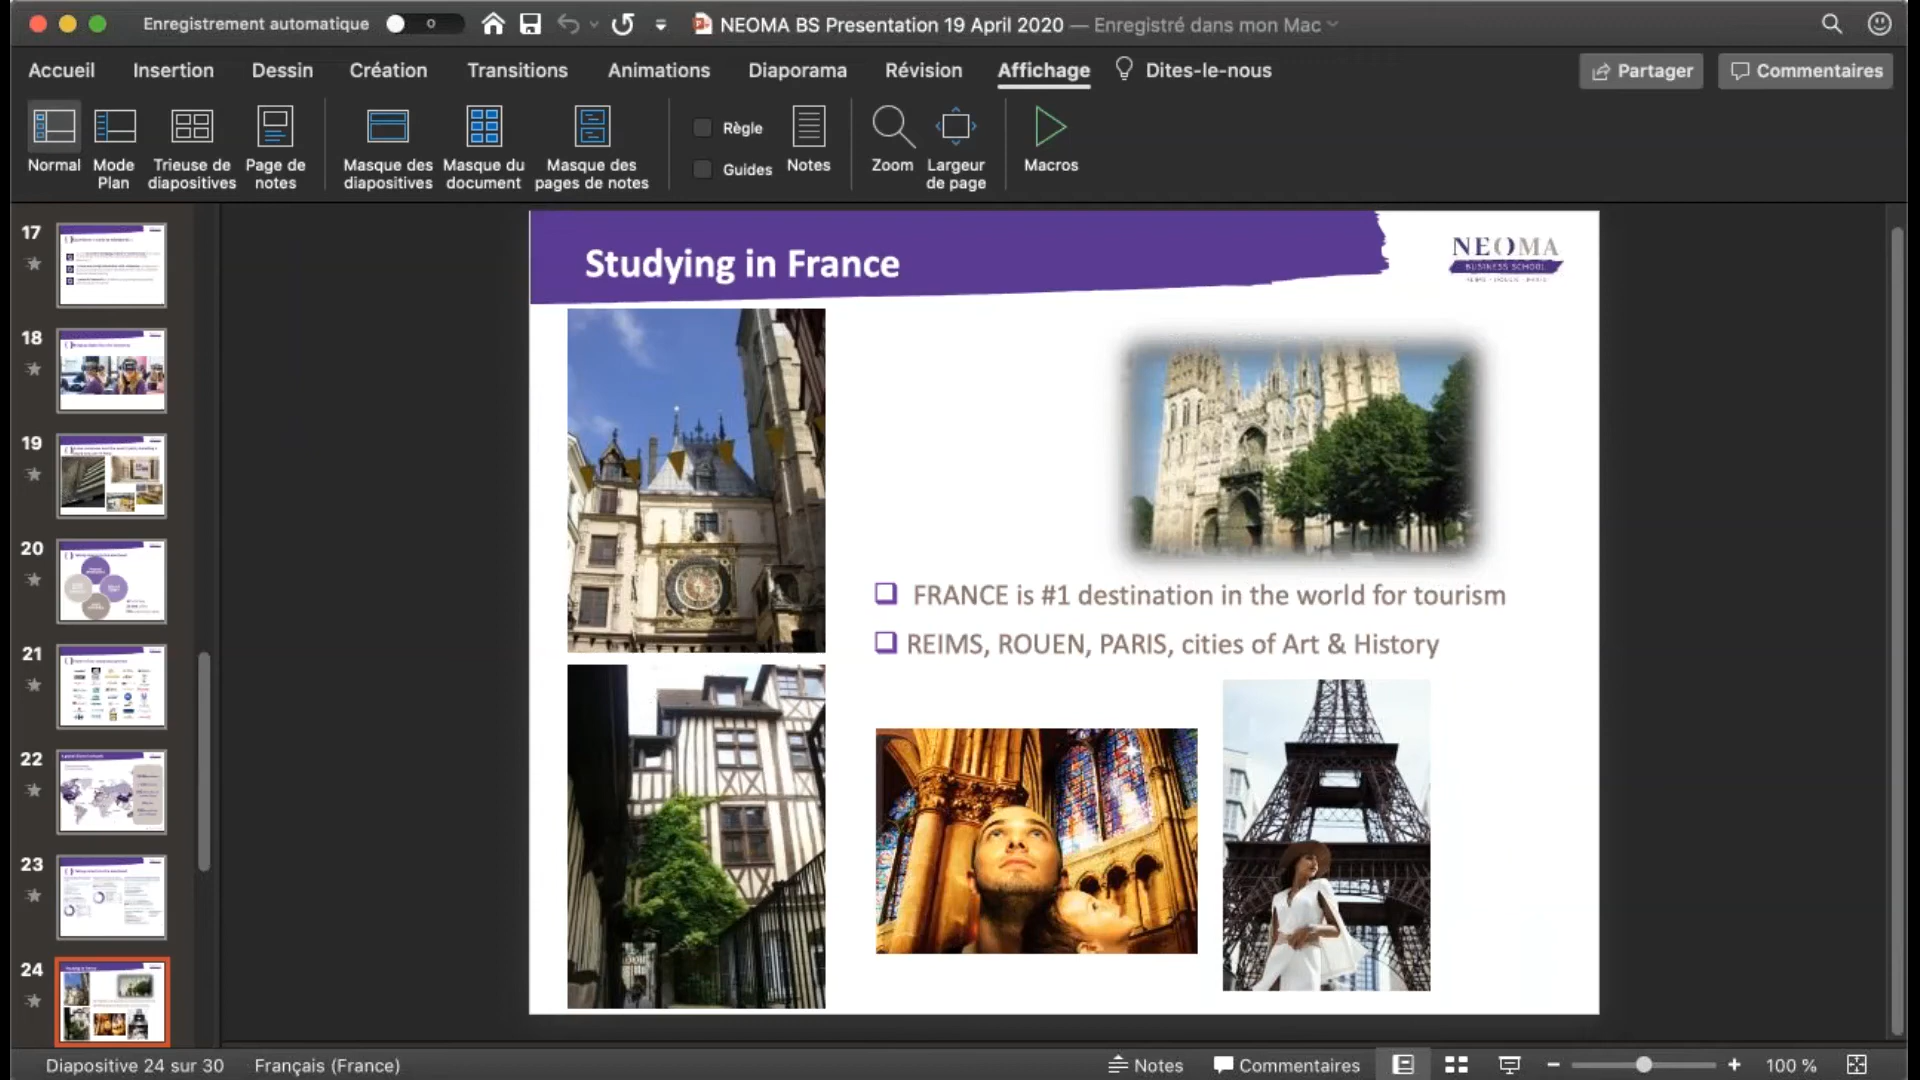 Enregistrement automatique
NEOMA BS Presentation 19 April 2020 — Enregistré dans mon Mac
Accueil Insertion Dessin Création Transitions Animations Diaporama Révision Affichage Dites-le-nous Partager Commentaires
Normal
Mode
Plan
Trieuse de
diapositives
Page de
notes
Masque des
diapositives
Masque du
document
Masque des
pages de notes
Règle
Guides
Notes
Zoom
Largeur
de page
Macros
17
18
19
20
21
22
23
24
Studying in France
NEOMA
BUSINESS SCHOOL
FRANCE is #1 destination in the world for tourism
REIMS, ROUEN, PARIS, cities of Art & History
Diapositive 24 sur 30 Français (France) Notes Commentaires 100 %